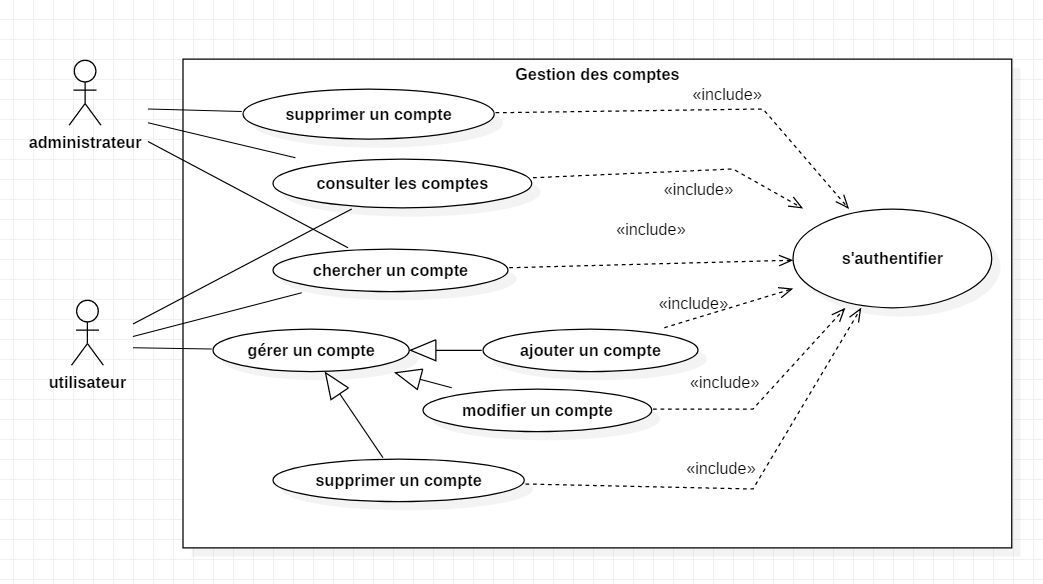 Gestion des comptes
«include»
supprimer un compte
administrateur
consulter les comptes
«include»
«include»
s'authentifier
chercher un compte
«include»
gérer un compte
ajouter un compte
utilisateur
«include»
modifier un compte
«include»
supprimer un compte